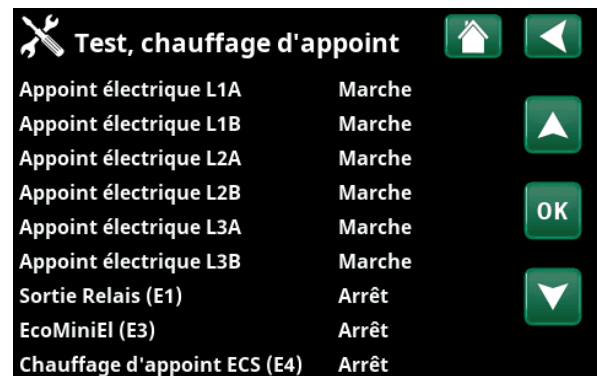 Test, chauffage d'appoint
Appoint électrique L1A Marche
Appoint électrique L1B Marche
Appoint électrique L2A Marche
Appoint électrique L2B Marche
OK
Appoint électrique L3A Marche
Appoint électrique L3B Marche
Sortie Relais (E1) Arrêt
EcoMiniEl (E3) Arrêt
Chauffage d'appoint ECS (E4) Arrêt